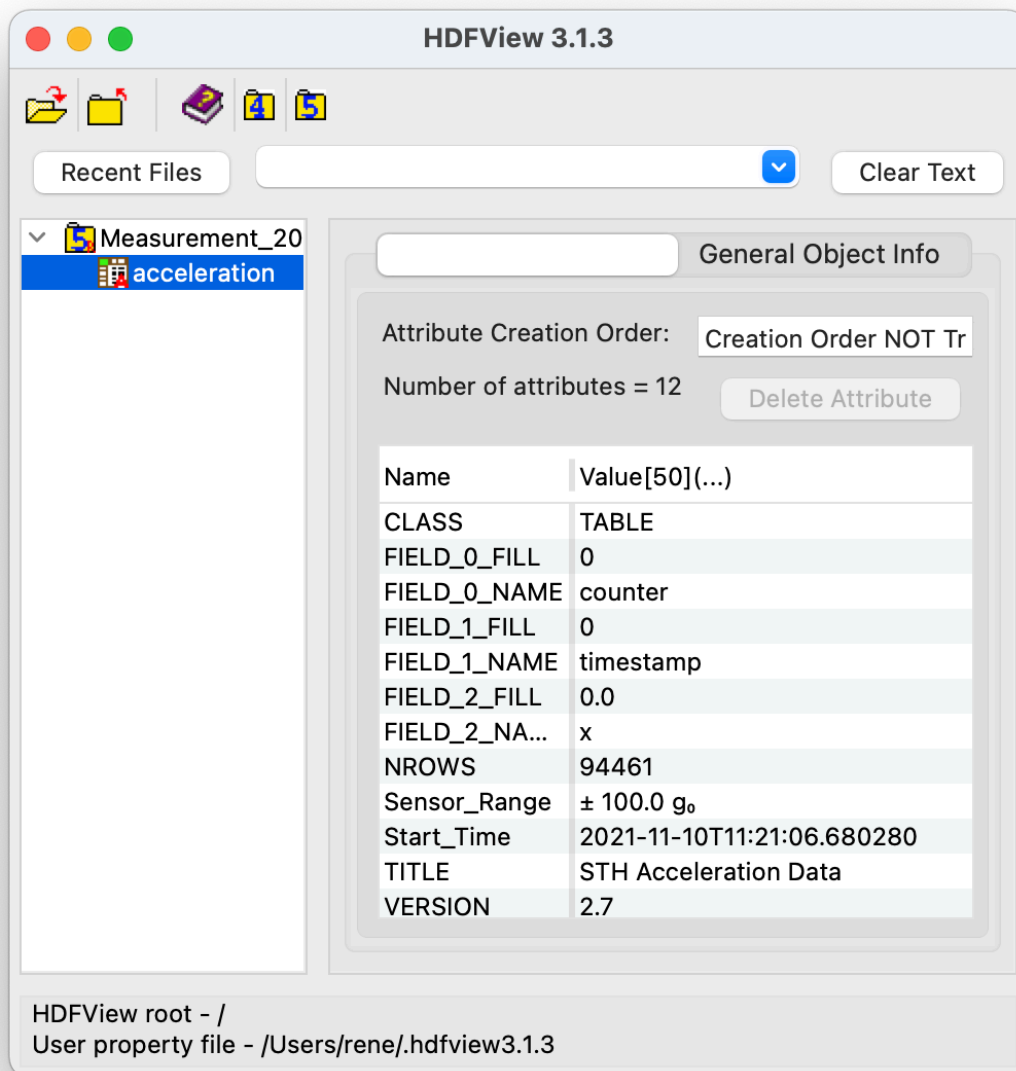 HDFView 3.1.3
4 5
Recent Files Clear Text
5 Measurement_20
acceleration
General Object Info
Attribute Creation Order: Creation Order NOT Tr
Number of attributes = 12 Delete Attribute
Name Value[50](...)
CLASS TABLE
FIELD_0_FILL 0
FIELD_0_NAME counter
FIELD_1_FILL 0
FIELD_1_NAME timestamp
FIELD_2_FILL 0.0
FIELD_2_NA... x
NROWS 94461
Sensor_Range ± 100.0 g₀
Start_Time 2021-11-10T11:21:06.680280
TITLE STH Acceleration Data
VERSION 2.7
HDFView root - /
User property file - /Users/rene/.hdfview3.1.3